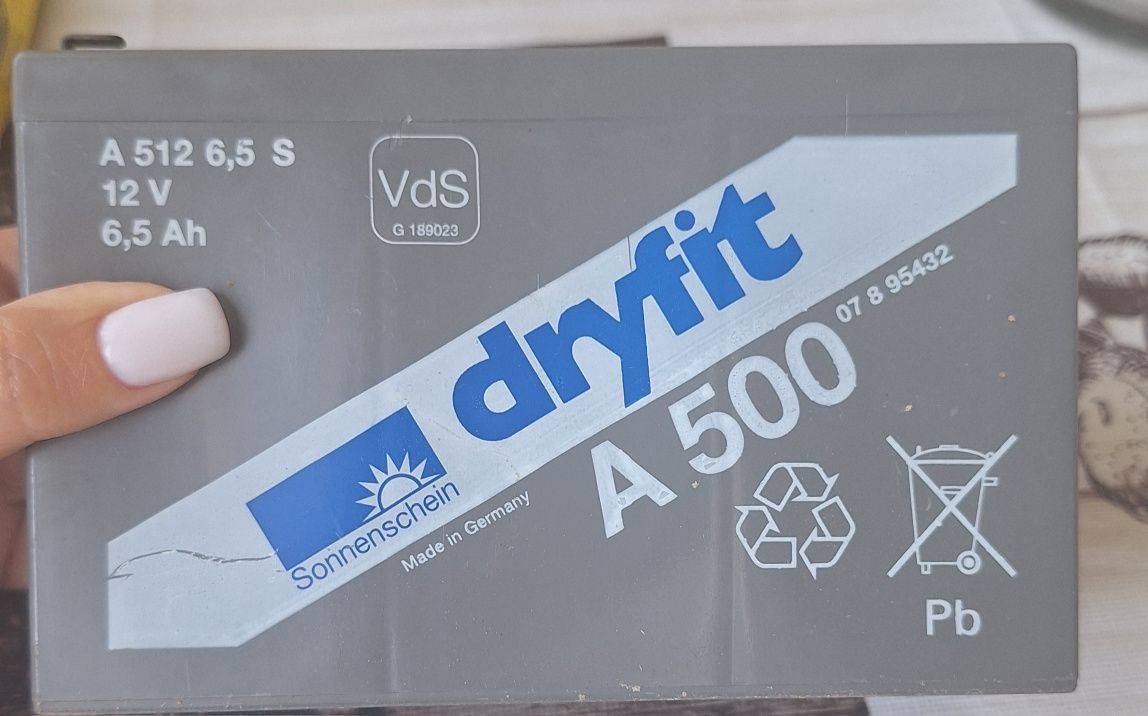 A 512 6,5 S
12 V
6,5 Ah
VdS
G 189023
dryfit
A 500
07 8 95432
Sonnenschein
Made in Germany
Pb